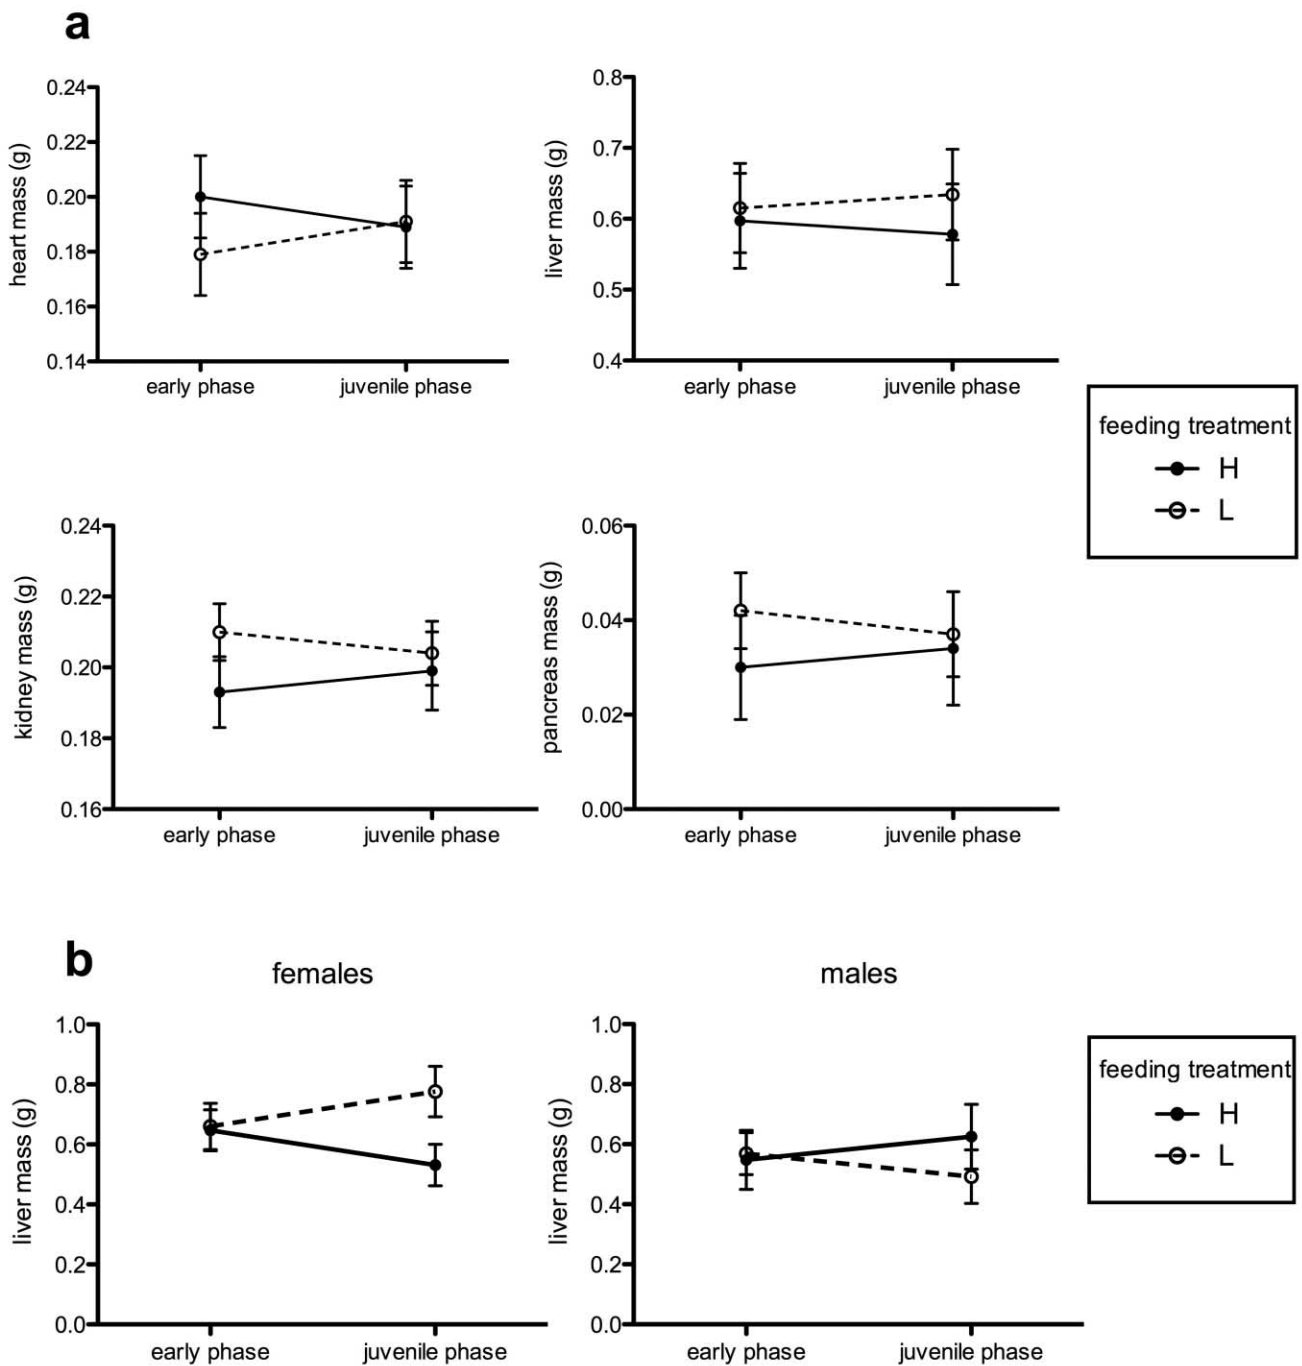 a
0.24
0.22
0.20
0.18
0.16
0.14
heart mass (g)
early phase
juvenile phase
0.8
0.7
0.6
0.5
0.4
liver mass (g)
early phase
juvenile phase
feeding treatment
H
L
0.24
0.22
0.20
0.18
0.16
kidney mass (g)
early phase
juvenile phase
0.06
0.04
0.02
0.00
pancreas mass (g)
early phase
juvenile phase
b
females
1.0
0.8
0.6
0.4
0.2
0.0
liver mass (g)
early phase
juvenile phase
males
1.0
0.8
0.6
0.4
0.2
0.0
liver mass (g)
early phase
juvenile phase
feeding treatment
H
L